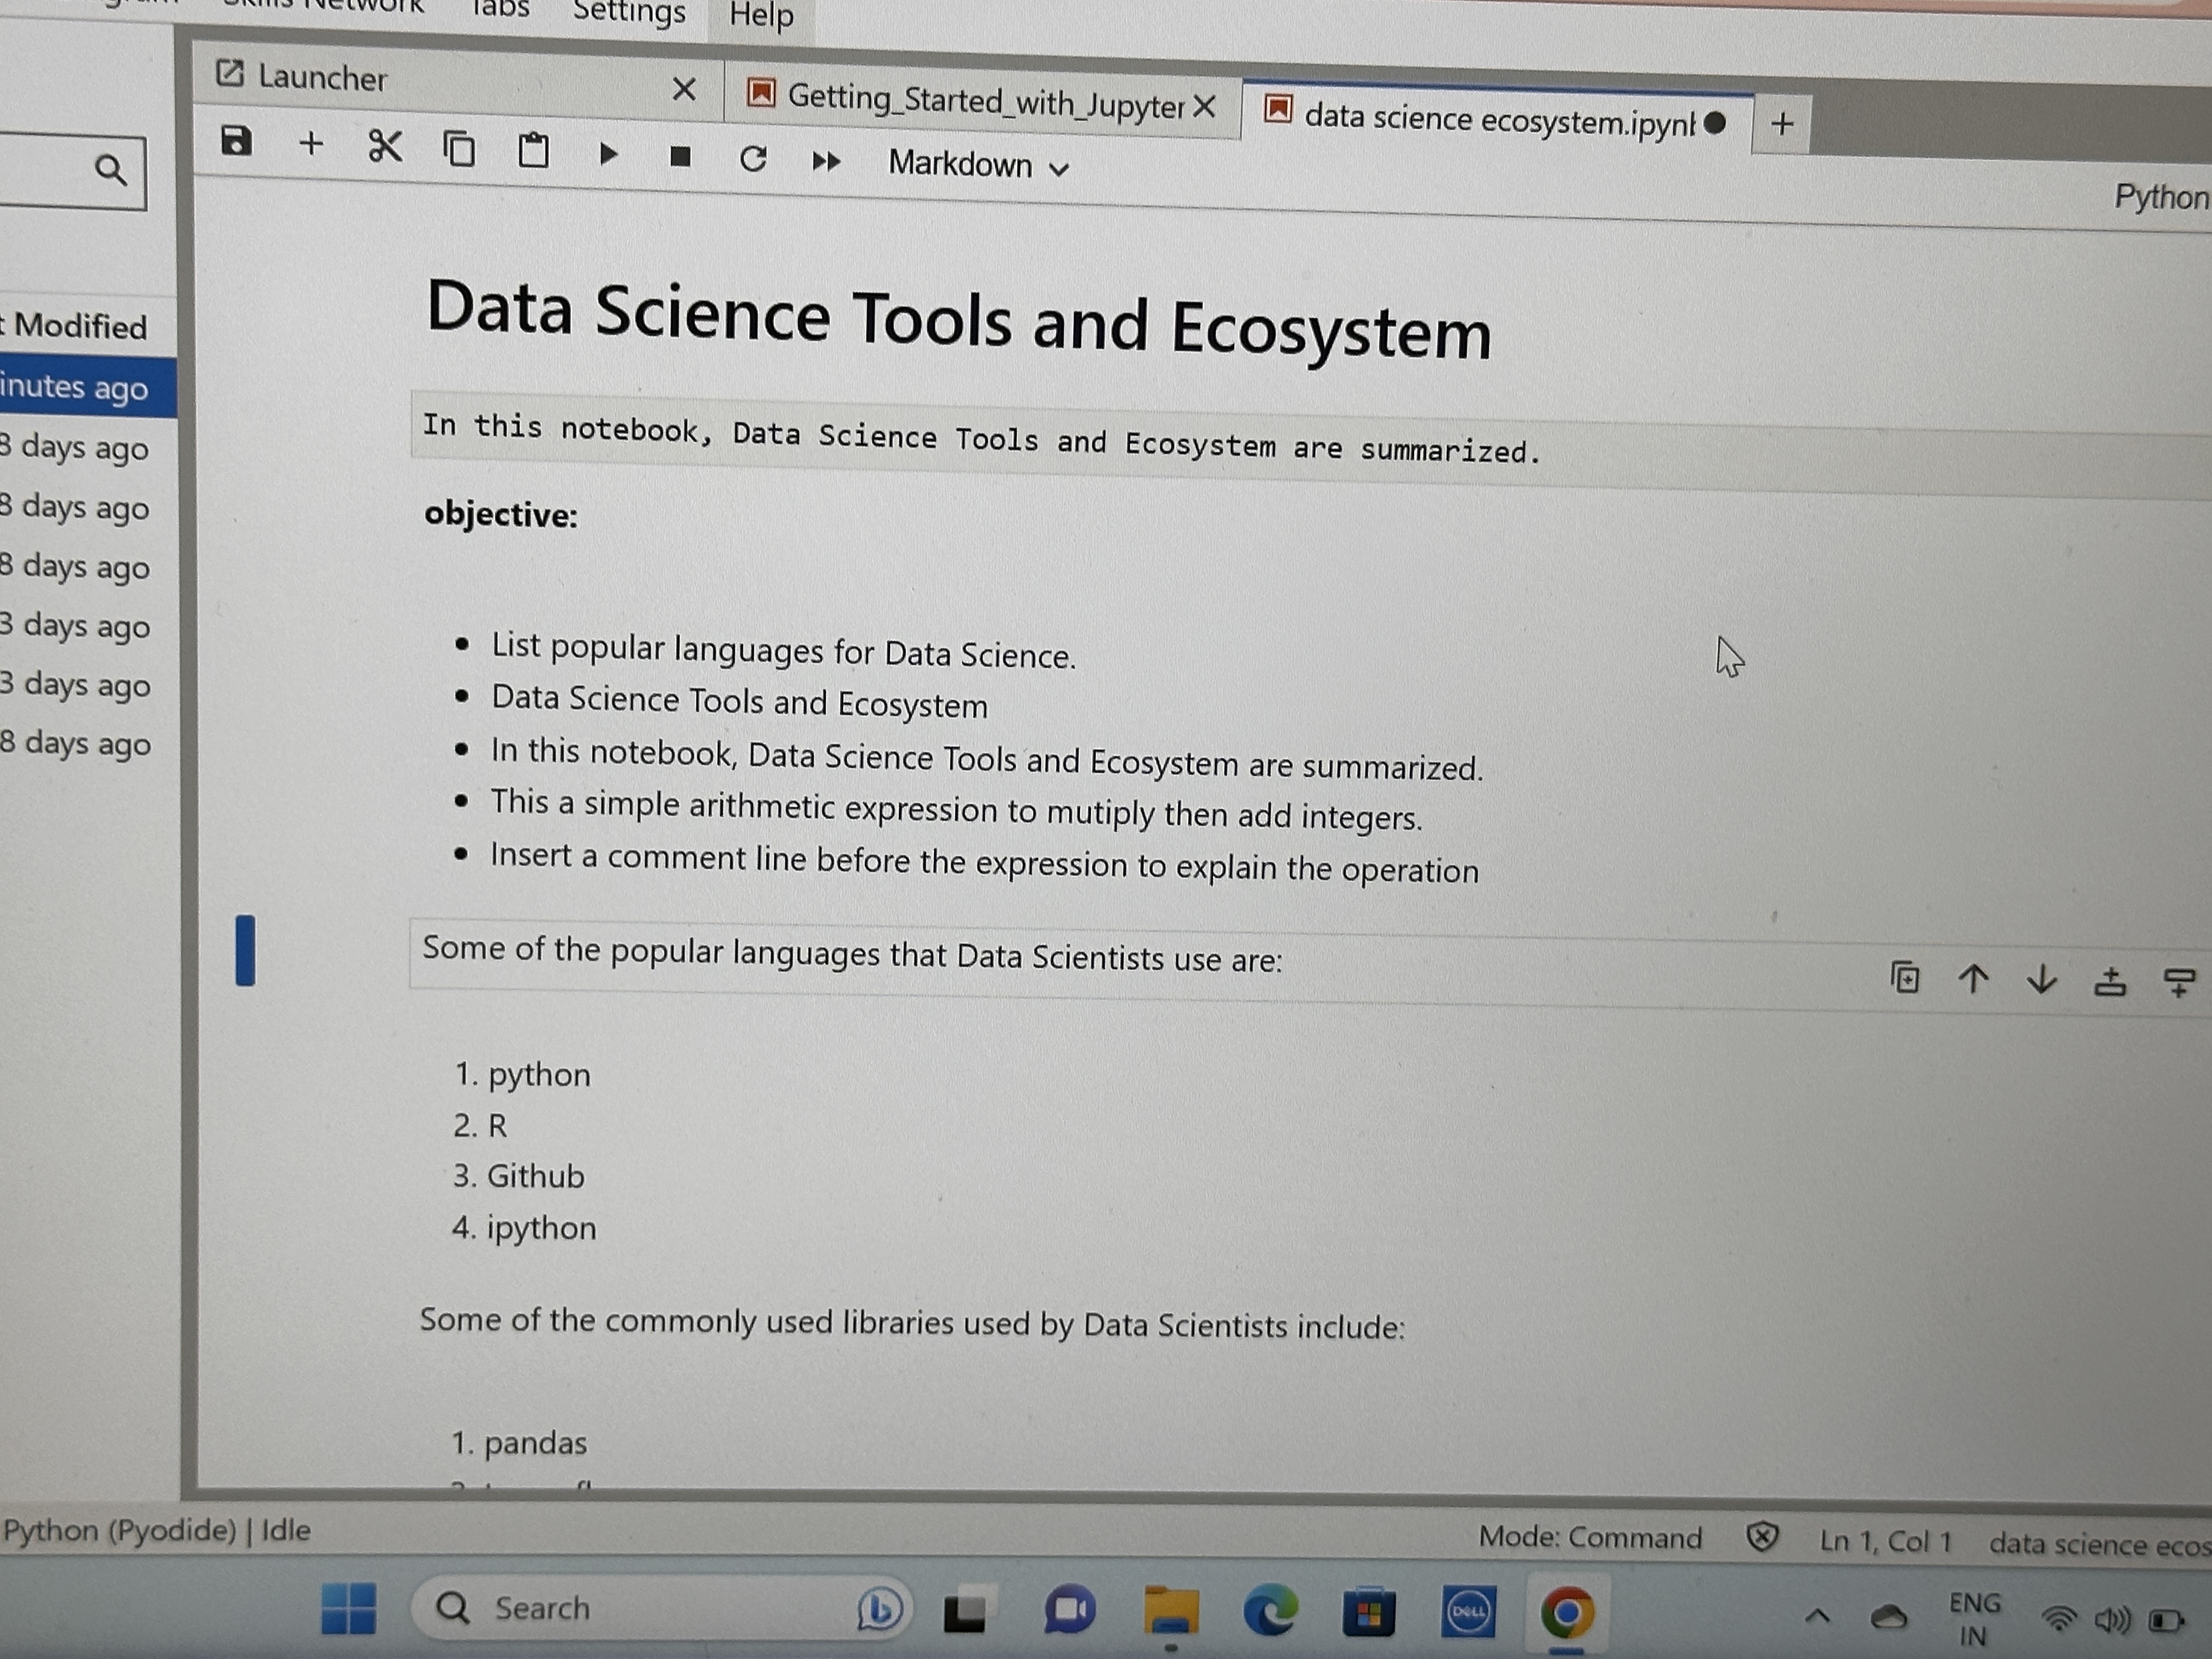 Tabs Settings Help
Launcher
Getting_Started_with_Jupyter
data science ecosystem.ipynb
Markdown
Python
Modified
inutes ago
8 days ago
8 days ago
8 days ago
3 days ago
3 days ago
8 days ago
Data Science Tools and Ecosystem
In this notebook, Data Science Tools and Ecosystem are summarized.
objective:
• List popular languages for Data Science.
• Data Science Tools and Ecosystem
• In this notebook, Data Science Tools and Ecosystem are summarized.
• This a simple arithmetic expression to mutiply then add integers.
• Insert a comment line before the expression to explain the operation
Some of the popular languages that Data Scientists use are:
1. python
2. R
3. Github
4. ipython
Some of the commonly used libraries used by Data Scientists include:
1. pandas
Python (Pyodide) | Idle
Mode: Command
Ln 1, Col 1
data science ecos
Search
DELL
ENG
IN